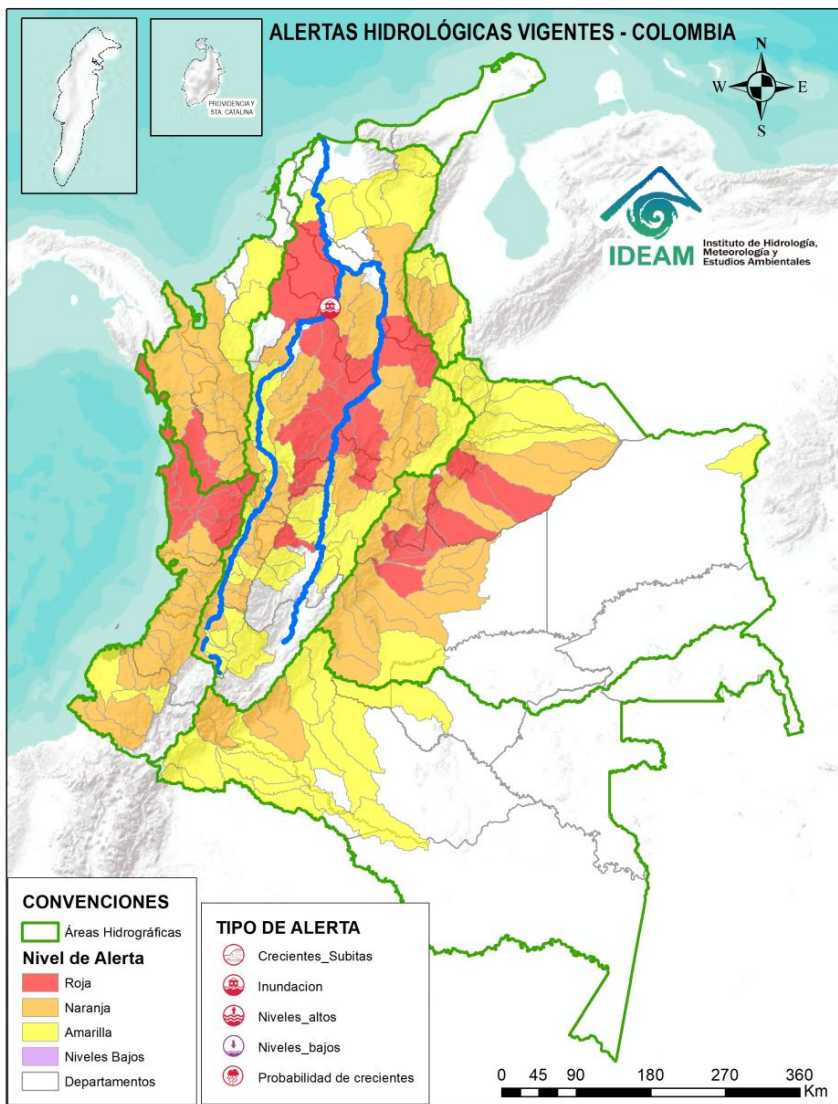 ALERTAS HIDROLÓGICAS VIGENTES - COLOMBIA
PROVIDENCIA Y
STA. CATALINA
N
W
E
S
IDEAM
Instituto de Hidrología,
Meteorología y
Estudios Ambientales
CONVENCIONES
Áreas Hidrográficas
Nivel de Alerta
Roja
Naranja
Amarilla
Niveles Bajos
Departamentos
TIPO DE ALERTA
Crecientes_Subitas
Inundacion
Niveles_altos
Niveles_bajos
Probabilidad de crecientes
0 45 90 180 270 360
Km